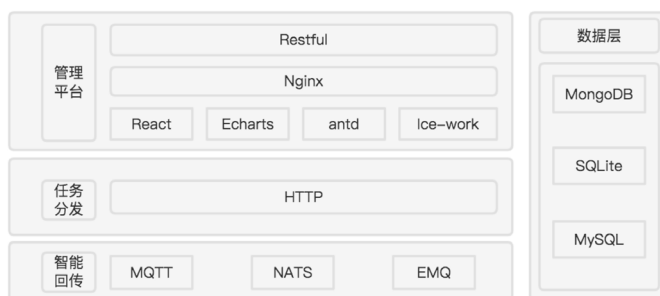 管理
平台
Restful
Nginx
React
Echarts
antd
Ice-work
任务
分发
HTTP
智能
回传
MQTT
NATS
EMQ
数据层
MongoDB
SQLite
MySQL